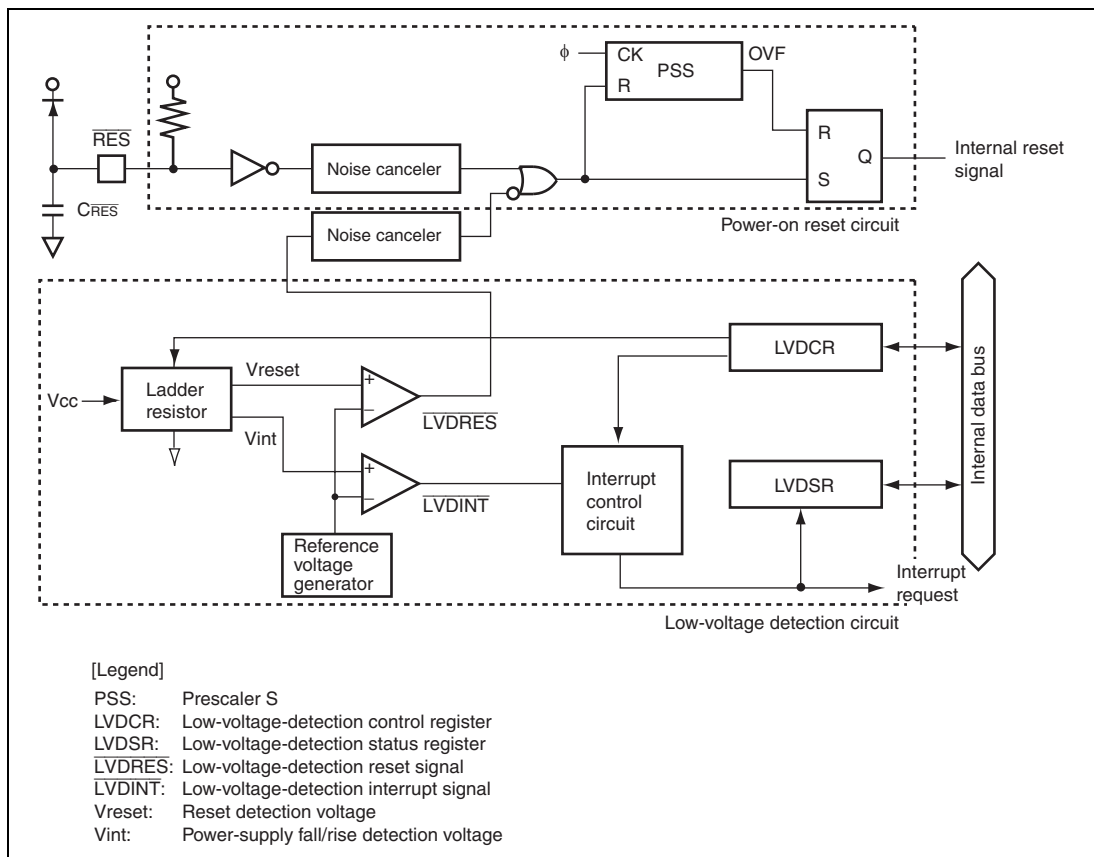 φ
CK
PSS
OVF
R
RES
CRES
Noise canceler
R
Q
S
Internal reset
signal
Power-on reset circuit
Noise canceler
LVDCR
Vreset
Vcc
Ladder
resistor
LVDRES
Vint
Interrupt
control
circuit
LVDSR
LVDINT
Internal data bus
Reference
voltage
generator
Interrupt
request
Low-voltage detection circuit
[Legend]
PSS: Prescaler S
LVDCR: Low-voltage-detection control register
LVDSR: Low-voltage-detection status register
LVDRES: Low-voltage-detection reset signal
LVDINT: Low-voltage-detection interrupt signal
Vreset: Reset detection voltage
Vint: Power-supply fall/rise detection voltage